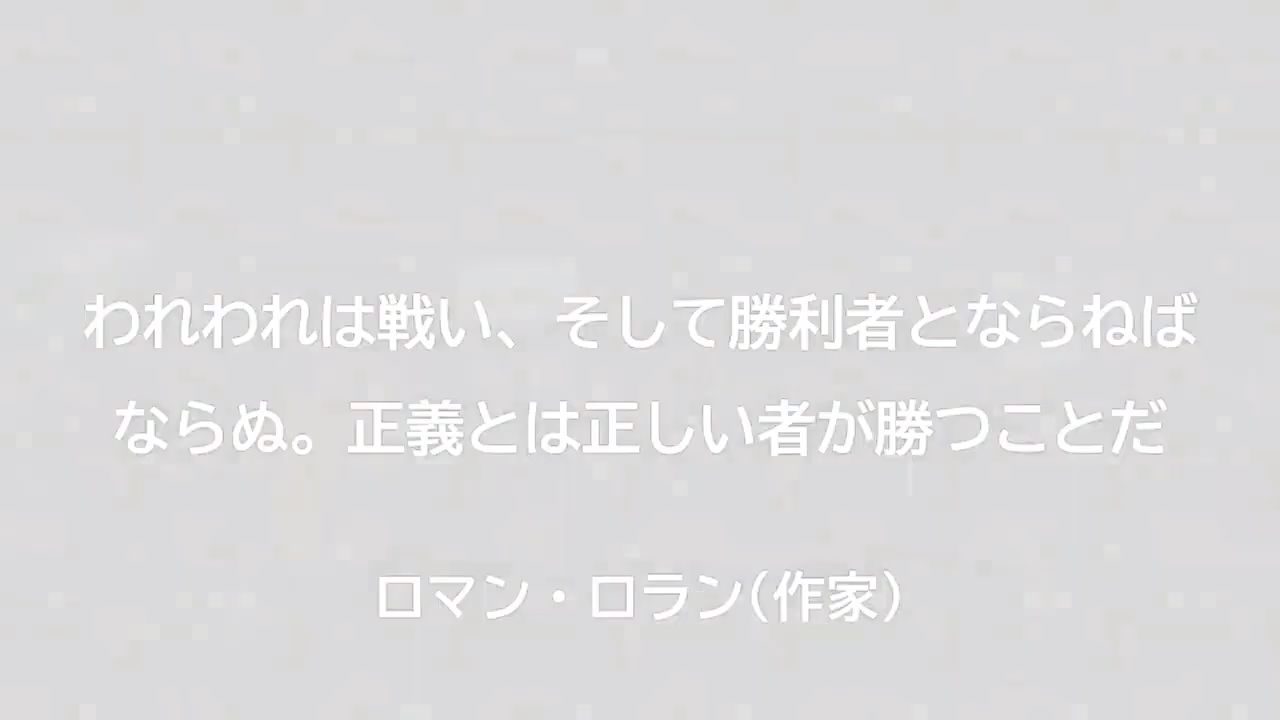 われわれは戦い、そして勝利者とならねば
ならぬ。正義とは正しい者が勝つことだ
ロマン・ロラン(作家)